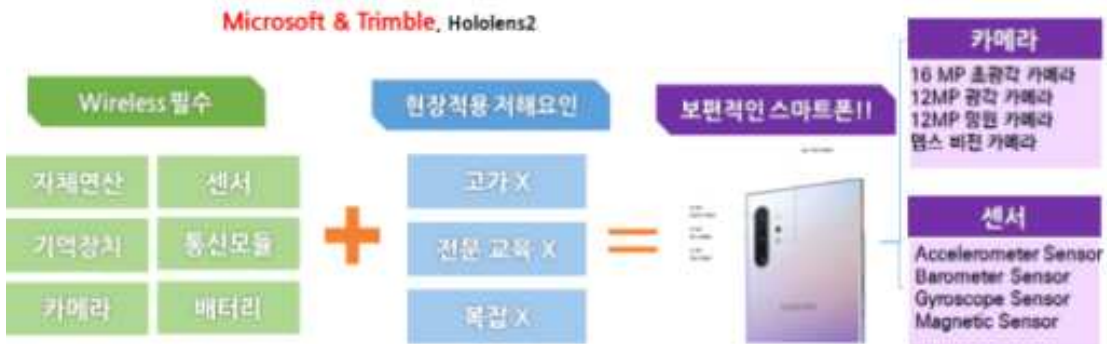 Microsoft & Trimble, Hololens2
Wireless 필수
자체연산
센서
기억장치
통신모듈
카메라
배터리
현장적용 저해요인
고가 X
전문 교육 X
복잡 X
보편적인 스마트폰!!
카메라
16 MP 초광각 카메라
12MP 광각 카메라
12MP 망원 카메라
뎁스 비전 카메라
센서
Accelerometer Sensor
Barometer Sensor
Gyroscope Sensor
Magnetic Sensor